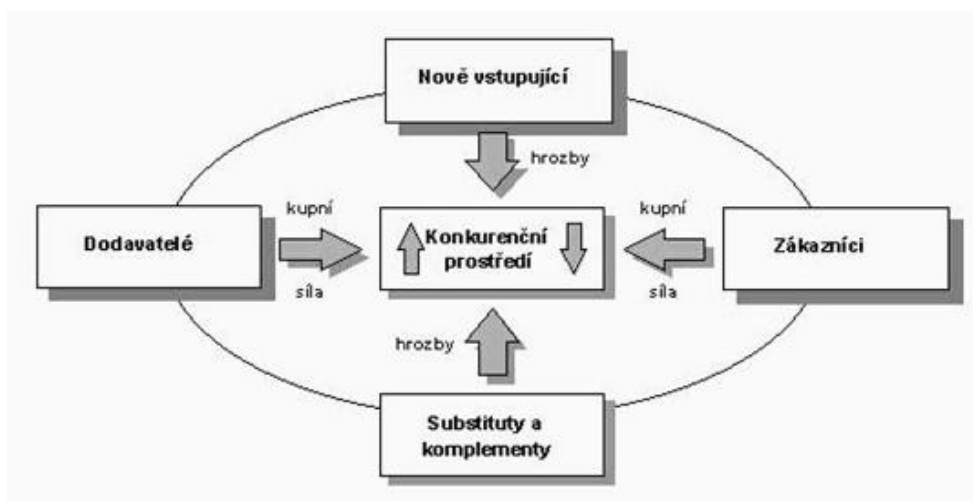 Nově vstupující
hrozby
kupní
Dodavatelé
síla
Konkurenční
prostředí
kupní
Zákazníci
síla
hrozby
Substituty a
komplementy